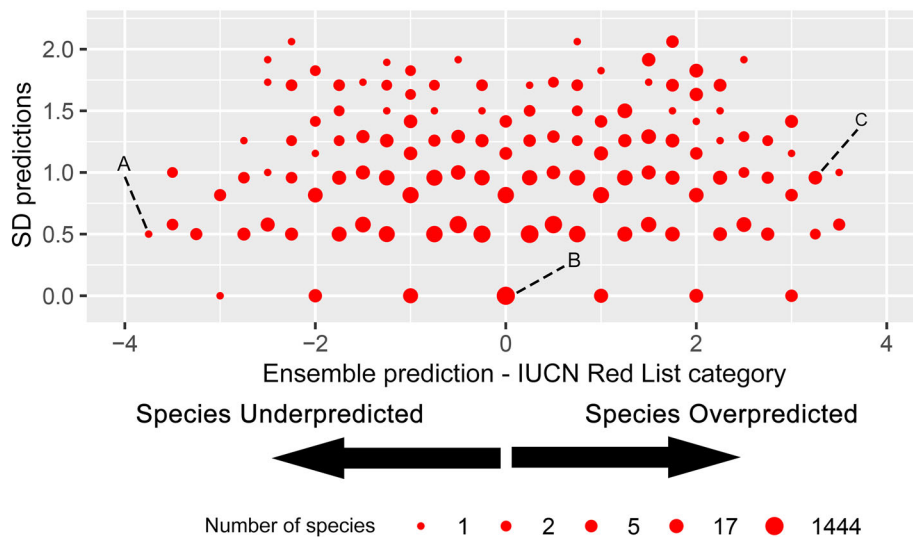 2.0
1.5
A
C
1.0
SD predictions
0.5
B
0.0
−4 −2 0 2 4
Ensemble prediction - IUCN Red List category
Species Underpredicted Species Overpredicted
Number of species 1 2 5 17 1444